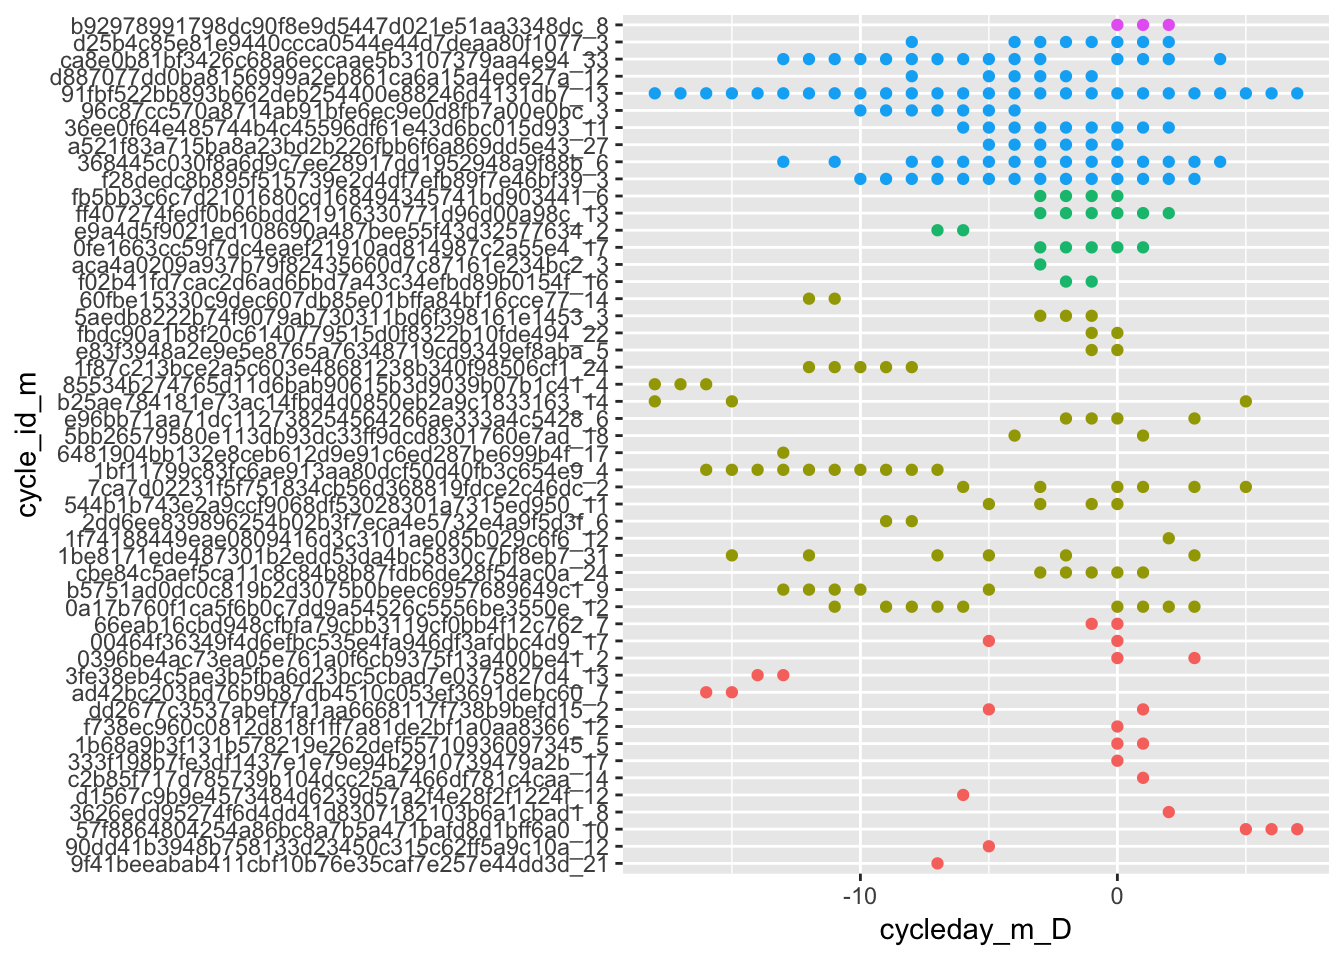 b92978991798dc90f8e9d5447d021e51aa3348dc_8
d25b4c85e81e9440ccca0544e44d7deaa80f1077_3
ca8e0b81bf3426c68a6eccaae5b3107379aa4e94_33
d887077dd0ba8156999a2eb861ca6a15a4ede27a_12
91fbf522bb893b662deb254400e88246d4131db7_13
96c87cc570a8714ab91bfe6ec9e0d8fb7a00e0bc_3
36ee0f64e485744b4c45596df61e43d6bc015d93_11
a521f83a715ba8a23bd2b226fbb6f6a869dd5e43_27
368445c030f8a6d9c7ee28917dd1952948a9f88b_6
f28dedc8b895f515739e2d4df7efb89f7e46bf39_3
fb5bb3c6c7d2101680cd168494345741bd903441_6
ff407274fedf0b66bdd21916330771d96d00a98c_13
e9a4d5f9021ed108690a487bee55f43d32577634_2
0fe1663cc59f7dc4eaef21910ad814987c2a55e4_17
aca4a0209a937b79f82435660d7c87161e234bc2_3
f02b41fd7cac2d6ad6bbd7a43c34efbd89b0154f_16
60fbe15330c9dec607db85e01bffa84bf16cce77_14
5aedb8222b74f9079ab730311bd6f398161e1453_3
fbdc90a1b8f20c6140779515d0f8322b10fde494_22
e83f3948a2e9e5e8765a76348719cd9349ef8aba_5
1f87c213bce2a5c603e48681238b340f98506cf1_24
85534b274765d11d6bab90615b3d9039b07b1c41_4
b25ae784181e73ac14fbd4d0850eb2a9c1833163_14
e96bb71aa71dc1127382545642​66ae333a4c5428_6
5bb26579580e113db93dc33ff9dcd8301760e7ad_18
6481904bb132e8ceb612d9e91c6ed287be699b4f_17
1bf11799c83fc6ae913aa80dcf50d40fb3c654e9_4
7ca7d02231f5f751834cb56d368819fdce2c46dc_2
544b1b743e2a9ccf9068df53028301a7315ed950_11
2dd6ee839896254b02b3f7eca4e5732e4a9f5d3f_6
1f74188449eae0809416d3c3101ae085b029c6f6_12
1be8171ede487301b2edd53da4bc5830c7bf8eb7_31
cbe84c5aef5ca11c8c84b8b87fdb6de28f54ac0a_24
b5751ad0dc0c819b2d3075b0beec6957689649c1_9
0a17b760f1ca5f6b0c7dd9a54526c5556be3550e_12
66eab16cbd948cfbfa79cbb3119cf0bb4f12c762_7
00464f36349f4d6efbc535e4fa946df3afdbc4d9_17
0396be4ac73ea05e761a0f6cb9375f13a400be41_2
3fe38eb4c5ae3b5fba6d23bc5cbad7e0375827d4_13
ad42bc203bd76b9b87db4510c053ef3691debc60_7
dd2677c3537abef7fa1aa6668117f738b9befd15_2
f738ec960c0812d818f1ff7a81de2bf1a0aa8366_12
1b68a9b3f131b578219e262def55710936097345_5
333f198b7fe3df1437e1e79e94b2910739479a2b_17
c2b85f717d785739b104dcc25a7466df781c4caa_14
d1567c9b9e4573484d6239d57a2f4e28f2f1224f_12
3626edd95274f6d4dd41d8307182103b6a1cbad1_8
57f8864804254a86bc8a7b5a471bafd8d1bff6a0_10
90dd41b3948b758133d23450c315c62ff5a9c10a_12
9f41beeabab411cbf10b76e35caf7e257e44dd3d_21
cycle_id_m
-10 0
cycleday_m_D